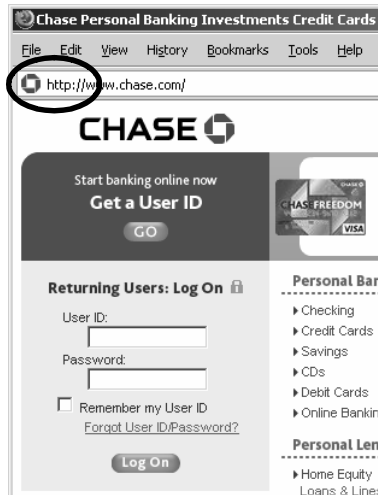 Chase Personal Banking Investments Credit Cards
File Edit View History Bookmarks Tools Help
http://www.chase.com/
CHASE
Start banking online now
Get a User ID
GO
CHASE
CHASE FREEDOM
VISA
Returning Users: Log On
User ID:
Password:
Remember my User ID
Forgot User ID/Password?
Log On
Personal Ban
Checking
Credit Cards
Savings
CDs
Debit Cards
Online Bankin
Personal Len
Home Equity
Loans & Line